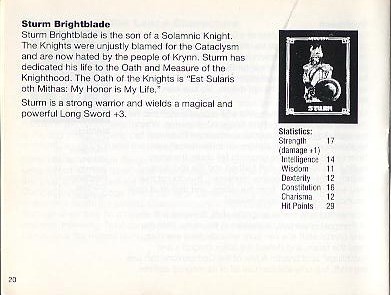 Sturm Brightblade
Sturm Brightblade is the son of a Solamnic Knight.
The Knights were unjustly blamed for the Cataclysm
and are now hated by the people of Krynn. Sturm has
dedicated his life to the Oath and Measure of the
Knighthood. The Oath of the Knights is "Est Sularis
oth Mithas: My Honor is My Life."
Sturm is a strong warrior and wields a magical and
powerful Long Sword +3.
STURM
Statistics:
Strength 17
(damage +1)
Intelligence 14
Wisdom 11
Dexterity 12
Constitution 16
Charisma 12
Hit Points 29
20